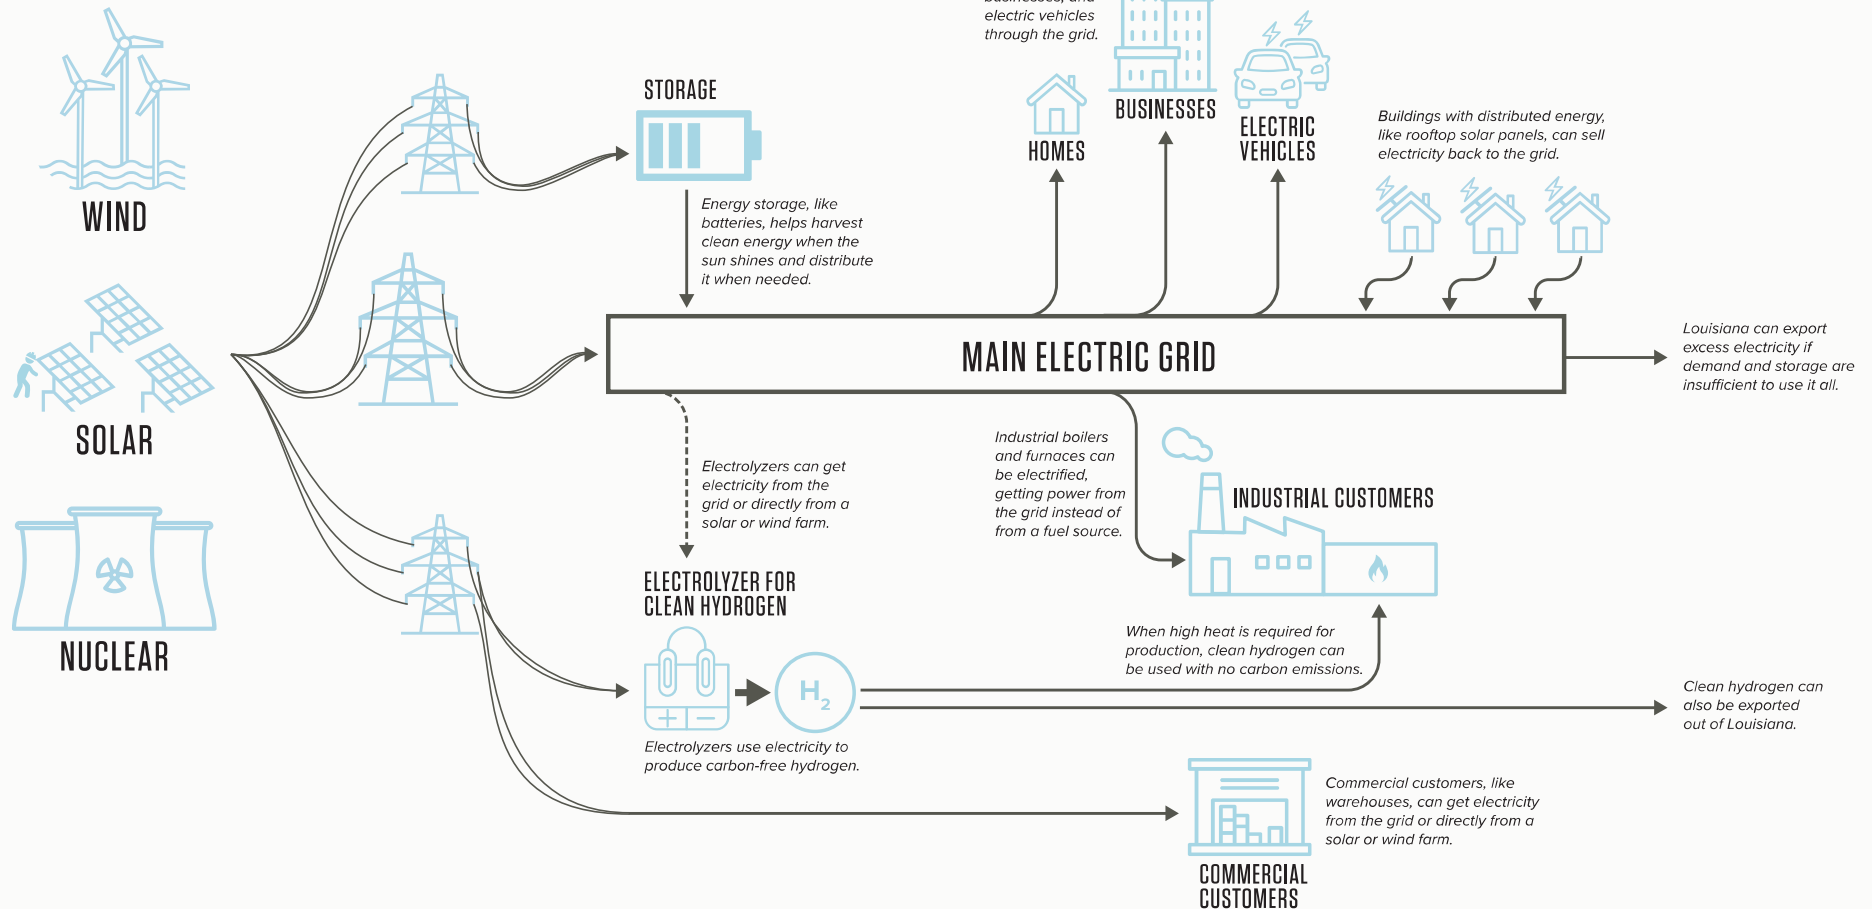 businesses, and
electric vehicles
through the grid.
WIND
SOLAR
NUCLEAR
STORAGE
Energy storage, like
batteries, helps harvest
clean energy when the
sun shines and distribute
it when needed.
HOMES
BUSINESSES
ELECTRIC
VEHICLES
Buildings with distributed energy,
like rooftop solar panels, can sell
electricity back to the grid.
MAIN ELECTRIC GRID
Louisiana can export
excess electricity if
demand and storage are
insufficient to use it all.
Electrolyzers can get
electricity from the
grid or directly from a
solar or wind farm.
Industrial boilers
and furnaces can
be electrified,
getting power from
the grid instead of
from a fuel source.
INDUSTRIAL CUSTOMERS
ELECTROLYZER FOR
CLEAN HYDROGEN
H2
Electrolyzers use electricity to
produce carbon-free hydrogen.
When high heat is required for
production, clean hydrogen can
be used with no carbon emissions.
Clean hydrogen can
also be exported
out of Louisiana.
Commercial customers, like
warehouses, can get electricity
from the grid or directly from a
solar or wind farm.
COMMERCIAL
CUSTOMERS